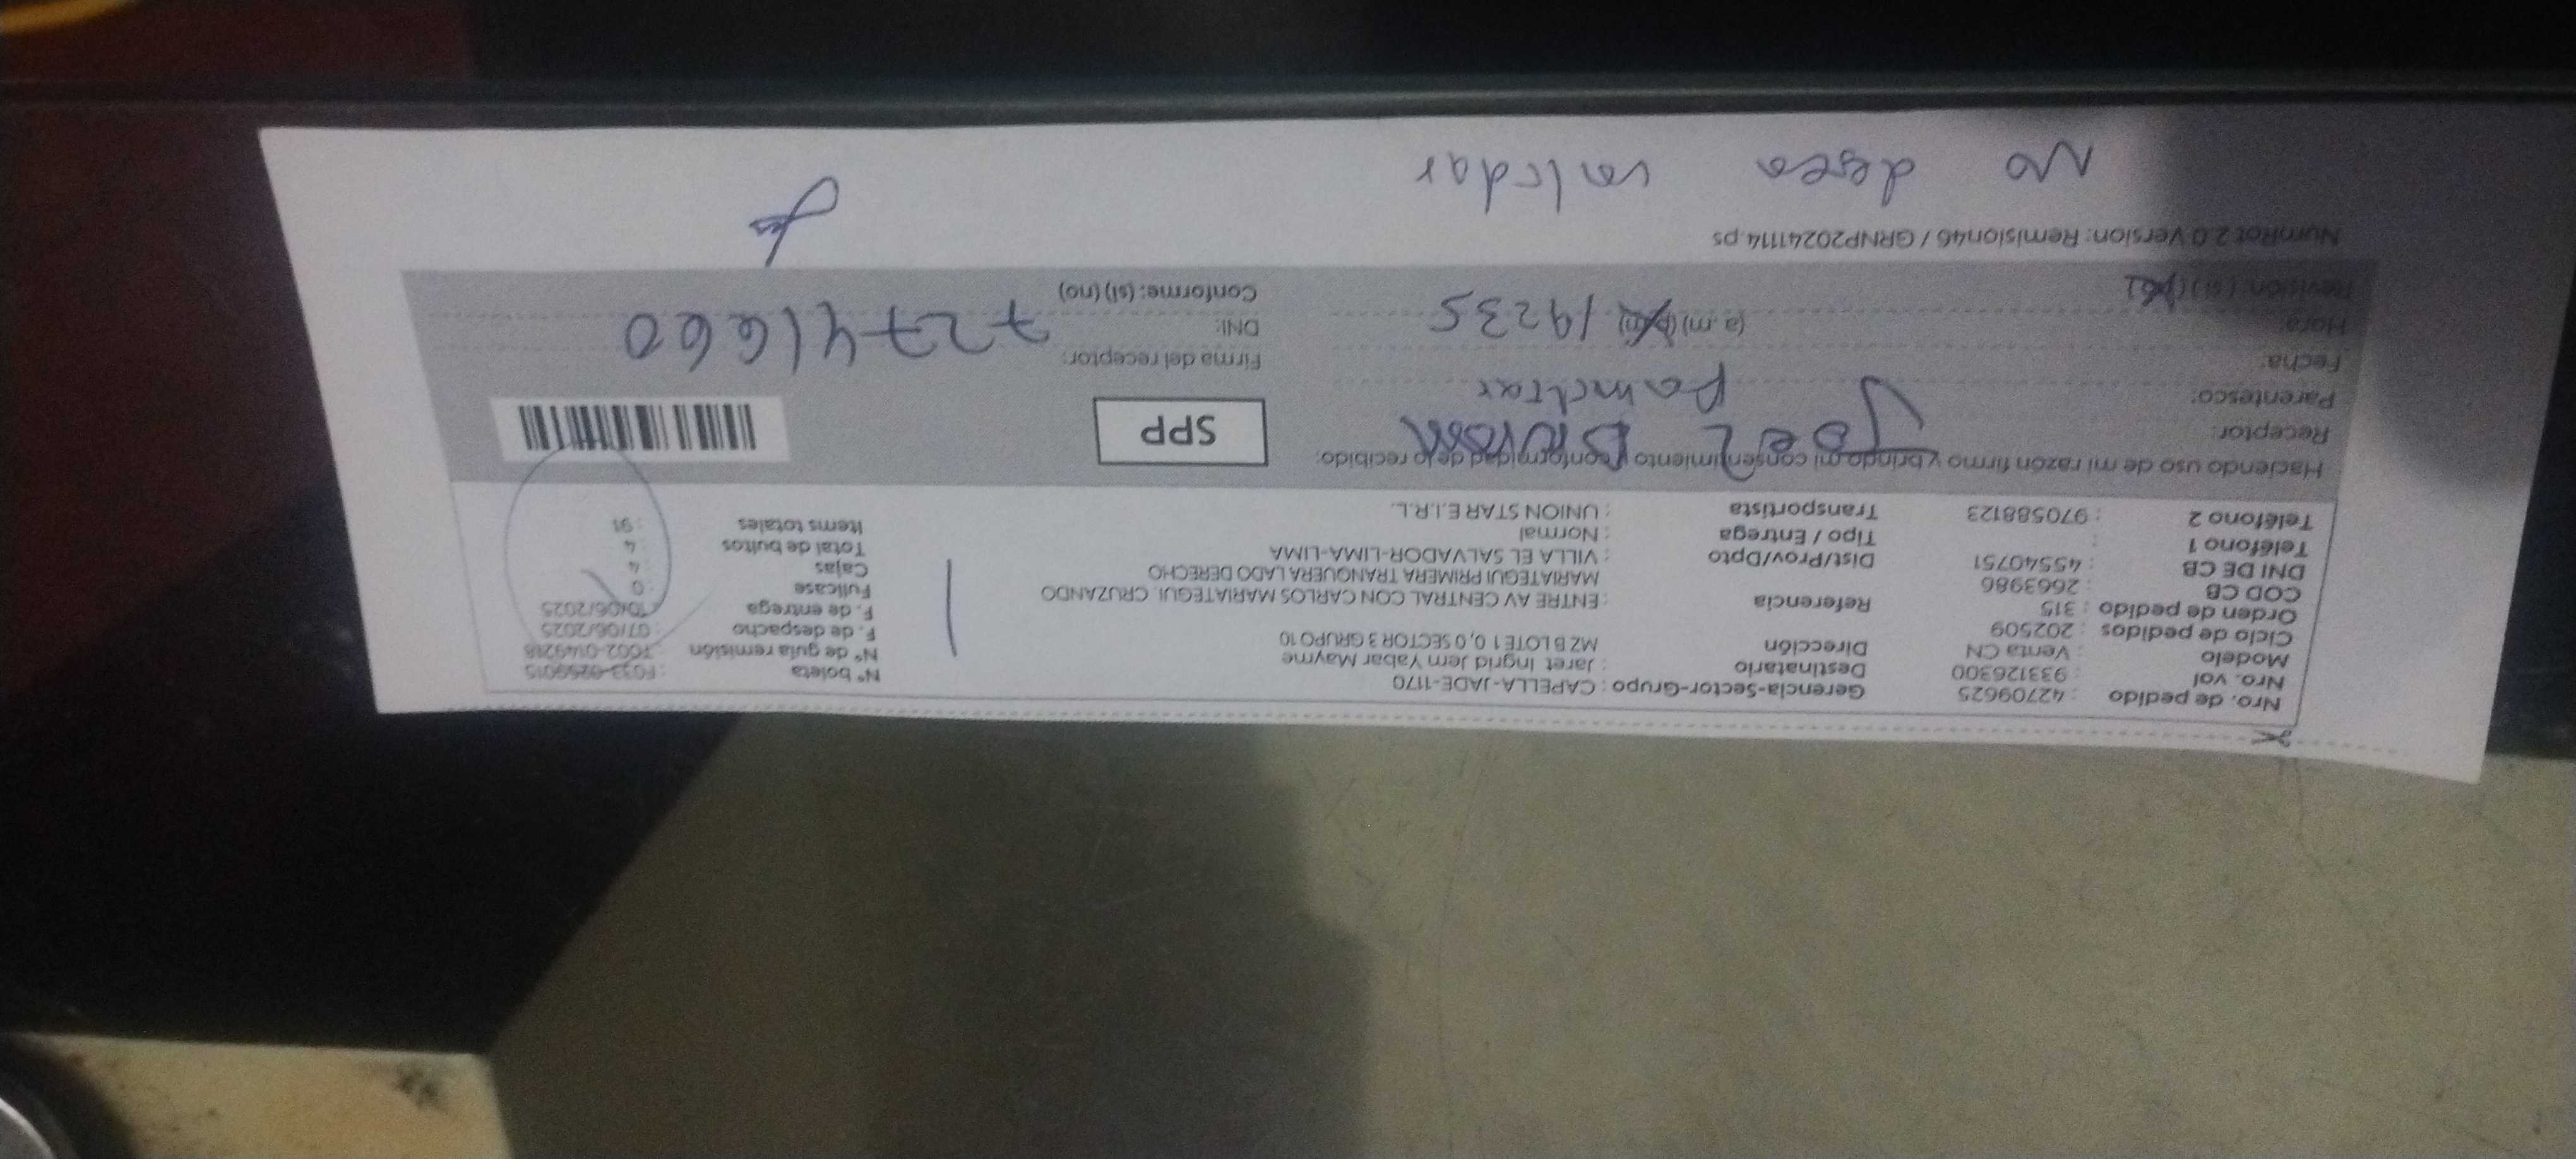 Nro. de pedido : 42709625 Gerencia-Sector-Grupo : CAPELLA-JADE-1170 N° boleta
Nro. vol : 933126300 Destinatario : Jaret Ingrid Jem Yabar Mayme N° de guía remisión : T002-01149218
Modelo : Venta CN Dirección MZ B LOTE 1 0, 0 SECTOR 3 GRUPO 10 F. de despacho : 07/06/2025
Ciclo de pedidos : 202509 F. de entrega : 10/06/2025
Orden de pedido : 315 Referencia : ENTRE AV CENTRAL CON CARLOS MARIATEGUI. CRUZANDO Fullcase : 0
COD CB : 2663986 MARIATEGUI PRIMERA TRANQUERA LADO DERECHO Cajas : 4
DNI DE CB : 45540751 Dist/Prov/Dpto : VILLA EL SALVADOR-LIMA-LIMA Total de bultos : 4
Teléfono 1 : Tipo / Entrega : Normal Items totales : 91
Teléfono 2 : 970588123 Transportista : UNION STAR E.I.R.L.
Haciendo uso de mi razón firmo y brindo mi consentimiento y conformidad de lo recibido:
Receptor: Joel SPP
Parentesco:
Fecha: Firma del receptor:
Hora: (a. m) (p. m) 19235 DNI: 72741660
Revisión: (si) (no) Conforme: (si) (no)
NumRot 2.0 Version: Remision46 / GRNP20241114.ps
No desea validar